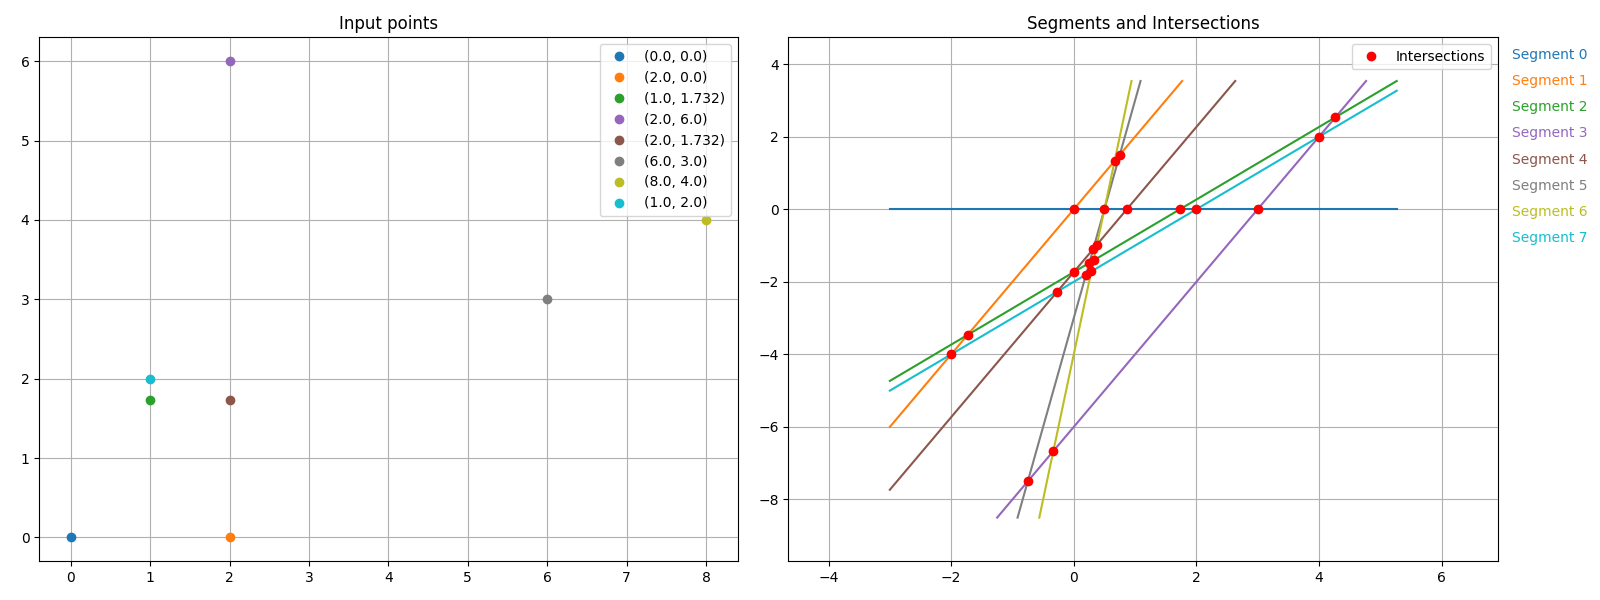 Input points
(0.0, 0.0)
(2.0, 0.0)
(1.0, 1.732)
(2.0, 6.0)
(2.0, 1.732)
(6.0, 3.0)
(8.0, 4.0)
(1.0, 2.0)
6
5
4
3
2
1
0
0 1 2 3 4 5 6 7 8
Segments and Intersections
Intersections
4
2
0
−2
−4
−6
−8
−4 −2 0 2 4 6
Segment 0
Segment 1
Segment 2
Segment 3
Segment 4
Segment 5
Segment 6
Segment 7